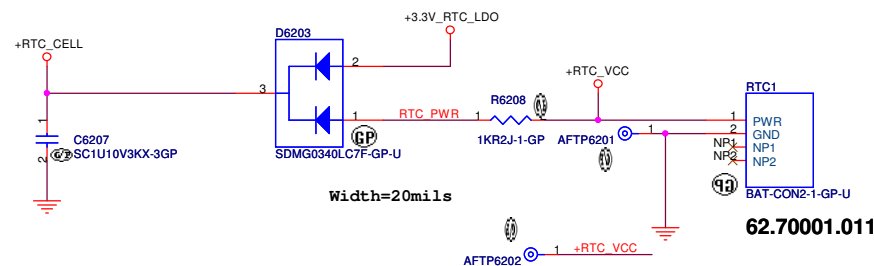 +3.3V_RTC_LDO
+RTC_CELL
D6203
2
3
1
RTC_PWR
GP
SDMG0340LC7F-GP-U
1
C6207
SC1U10V3KX-3GP
2
+RTC_VCC
R6208
1
1KR2J-1-GP
AFTP6201
1
RTC1
1
PWR
2
GND
NP1
NP1
NP2
NP2
GP
BAT-CON2-1-GP-U
62.70001.011
Width=20mils
AFTP6202
1
+RTC_VCC